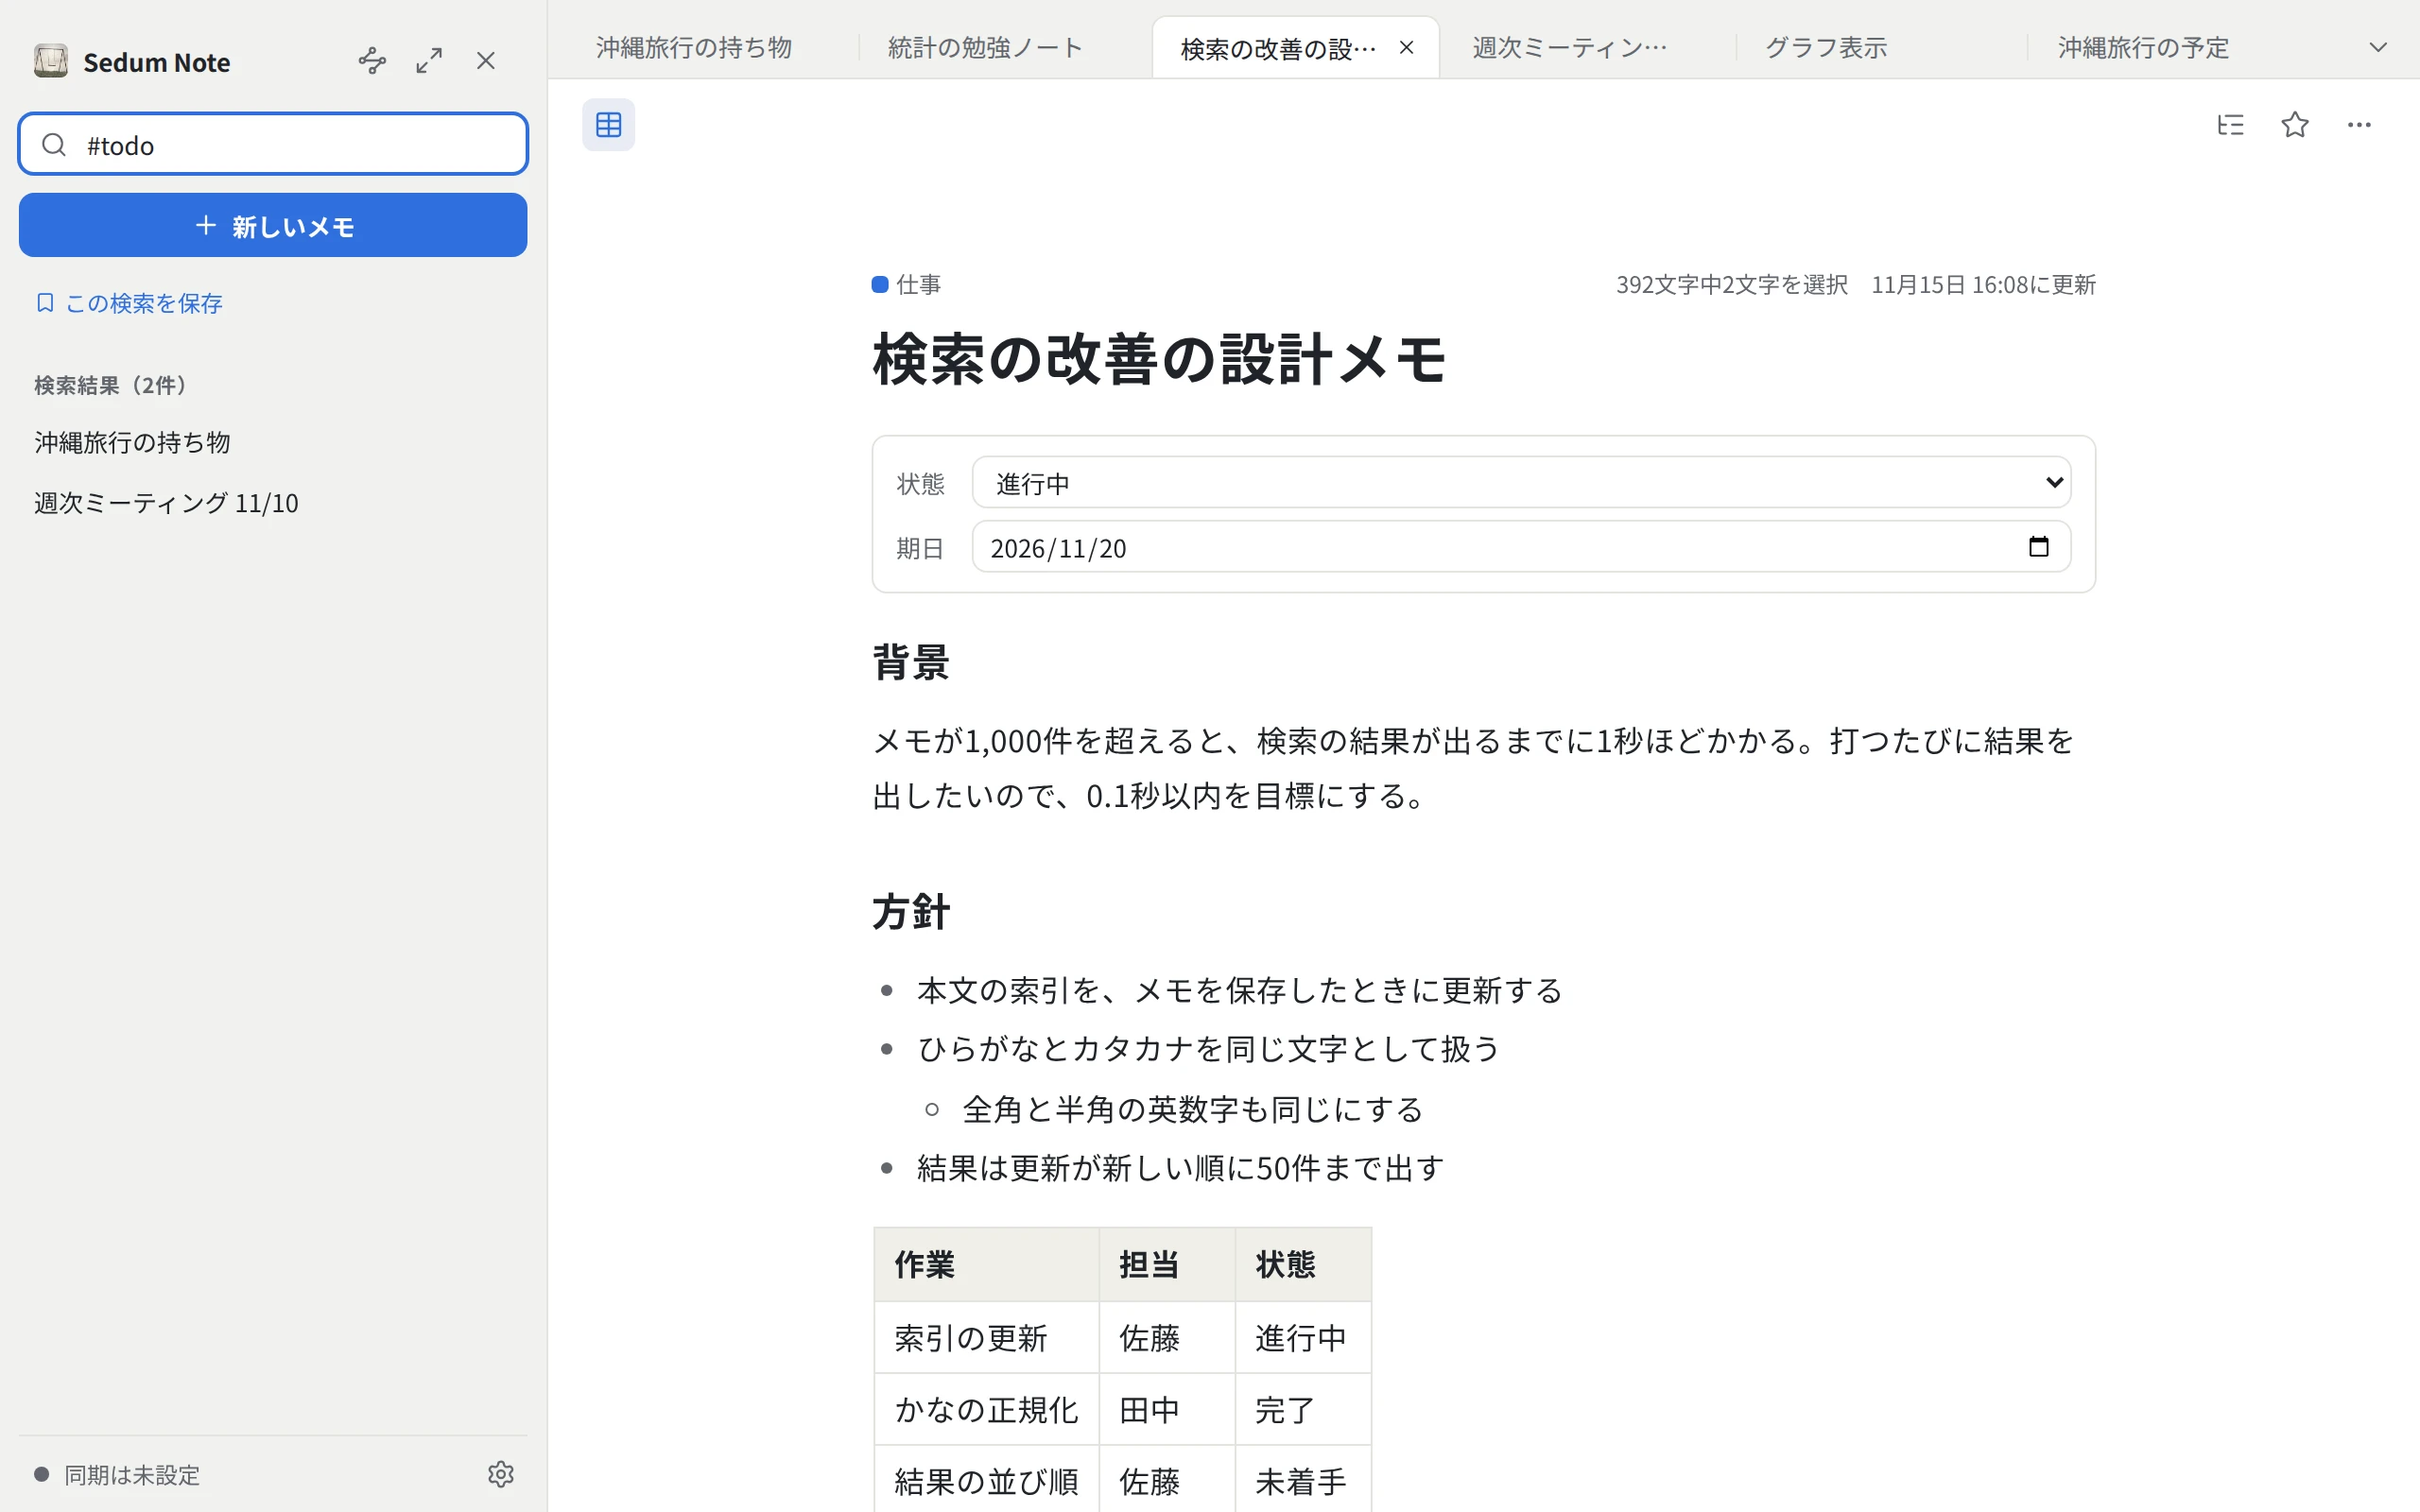 Sedum Note
#todo
新しいメモ
この検索を保存
検索結果（2件）
沖縄旅行の持ち物
週次ミーティング 11/10
同期は未設定
沖縄旅行の持ち物
統計の勉強ノート
検索の改善の設…
週次ミーティン…
グラフ表示
沖縄旅行の予定
仕事
392文字中2文字を選択 11月15日 16:08に更新
検索の改善の設計メモ
状態 進行中
期日 2026/11/20
背景
メモが1,000件を超えると、検索の結果が出るまでに1秒ほどかかる。打つたびに結果を
出したいので、0.1秒以内を目標にする。
方針
本文の索引を、メモを保存したときに更新する
ひらがなとカタカナを同じ文字として扱う
全角と半角の英数字も同じにする
結果は更新が新しい順に50件まで出す
作業 担当 状態
索引の更新 佐藤 進行中
かなの正規化 田中 完了
結果の並び順 佐藤 未着手